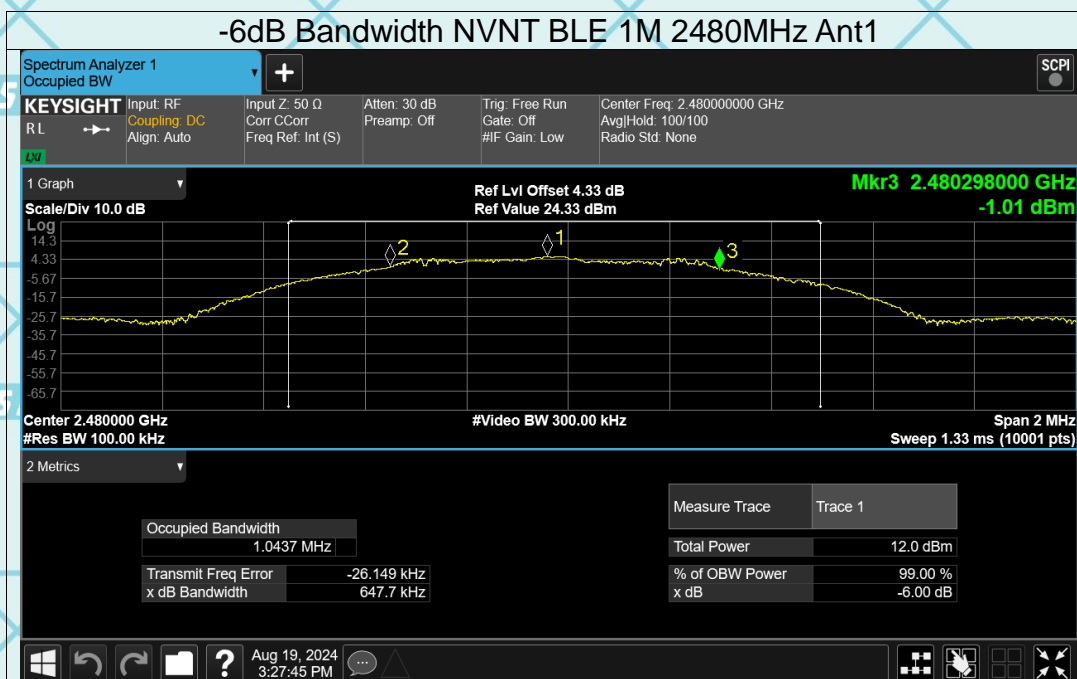 -6dB Bandwidth NVNT BLE 1M 2480MHz Ant1
Spectrum Analyzer 1
Occupied BW
+
SCPI
KEYSIGHT
R L
LXI
Input: RF
Coupling: DC
Align: Auto
Input Z: 50 Ω
Corr CCorr
Freq Ref: Int (S)
Atten: 30 dB
Preamp: Off
Trig: Free Run
Gate: Off
#IF Gain: Low
Center Freq: 2.480000000 GHz
Avg|Hold: 100/100
Radio Std: None
1 Graph
Scale/Div 10.0 dB
Ref Lvl Offset 4.33 dB
Ref Value 24.33 dBm
Mkr3 2.480298000 GHz
-1.01 dBm
Log
14.3
4.33
-5.67
-15.7
-25.7
-35.7
-45.7
-55.7
-65.7
2
1
3
Center 2.480000 GHz
#Video BW 300.00 kHz
Span 2 MHz
#Res BW 100.00 kHz
Sweep 1.33 ms (10001 pts)
2 Metrics
Occupied Bandwidth
1.0437 MHz
Transmit Freq Error -26.149 kHz
x dB Bandwidth 647.7 kHz
Measure Trace Trace 1
Total Power 12.0 dBm
% of OBW Power 99.00 %
x dB -6.00 dB
?
Aug 19, 2024
3:27:45 PM